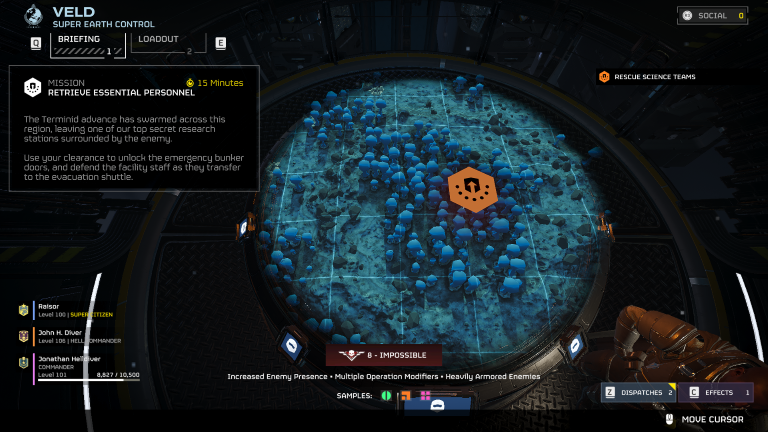 VELD
SUPER EARTH CONTROL
Q
BRIEFING
1
LOADOUT
2
E
SOCIAL 0
MISSION
15 Minutes
RETRIEVE ESSENTIAL PERSONNEL
The Terminid advance has swarmed across this
region, leaving one of our top secret research
stations surrounded by the enemy.
Use your clearance to unlock the emergency bunker
doors, and defend the facility staff as they transfer
to the evacuation shuttle.
RESCUE SCIENCE TEAMS
Raisor
Level 100 | SUPER CITIZEN
John H. Diver
Level 106 | HELL COMMANDER
Jonathan Helldiver
COMMANDER
Level 101
8,827 / 10,500
8 - IMPOSSIBLE
Increased Enemy Presence • Multiple Operation Modifiers • Heavily Armored Enemies
SAMPLES:
Z DISPATCHES 2
C EFFECTS 1
MOVE CURSOR